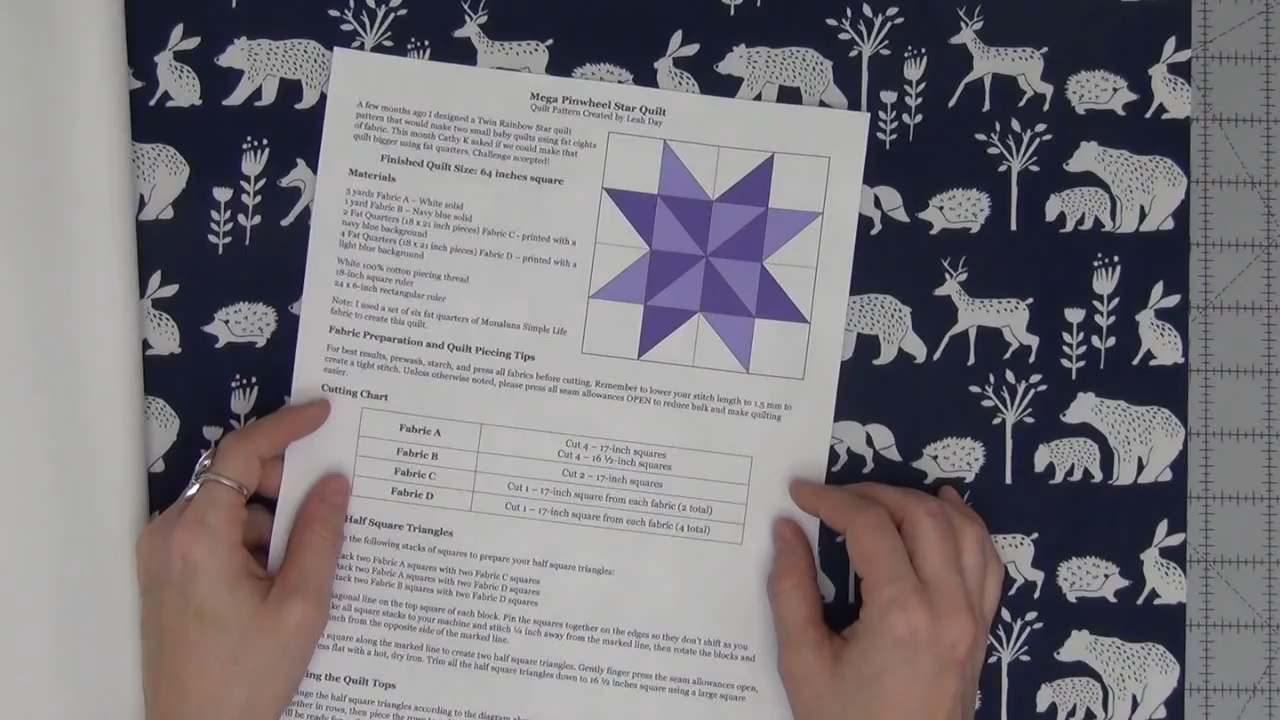 Mega Pinwheel Star Quilt
Quilt Pattern Created by Leah Day
A few months ago I designed a Twin Rainbow Star quilt
pattern that would make two small baby quilts using fat eights
of fabric. This month Cathy K asked if we could make that
quilt bigger using fat quarters. Challenge accepted!
Finished Quilt Size: 64 inches square
Materials
3 yards Fabric A – White solid
1 yard Fabric B – Navy blue solid
2 Fat Quarters (18 x 21 inch pieces) Fabric C - printed with a
navy blue background
4 Fat Quarters (18 x 21 inch pieces) Fabric D – printed with a
light blue background
White 100% cotton piecing thread
18-inch square ruler
24 x 6-inch rectangular ruler
Note: I used a set of six fat quarters of Monaluna Simple Life
fabric to create this quilt.
Fabric Preparation and Quilt Piecing Tips
For best results, prewash, starch, and press all fabrics before cutting. Remember to lower your stitch length to 1.5 mm to
create a tight stitch. Unless otherwise noted, please press all seam allowances OPEN to reduce bulk and make quilting
easier.
Cutting Chart
Fabric A
Cut 4 – 17-inch squares
Cut 4 – 16 ½-inch squares
Fabric B
Cut 2 – 17-inch squares
Fabric C
Cut 1 – 17-inch square from each fabric (2 total)
Fabric D
Cut 1 – 17-inch square from each fabric (4 total)
Half Square Triangles
the following stacks of squares to prepare your half square triangles:
two Fabric A squares with two Fabric C squares
two Fabric A squares with two Fabric D squares
two Fabric B squares with two Fabric D squares
line on the top square of each block. Pin the squares together on the edges so they don't shift as you
all square stacks to your machine and stitch ¼ inch away from the marked line, then rotate the blocks and
inch from the opposite side of the marked line.
square along the marked line to create two half square triangles. Gently finger press the seam allowances open,
flat with a hot, dry iron. Trim all the half square triangles down to 16 ½ inches square using a large square
the Quilt Tops
the half square triangles according to the diagram
in rows, then piece the rows
be ready